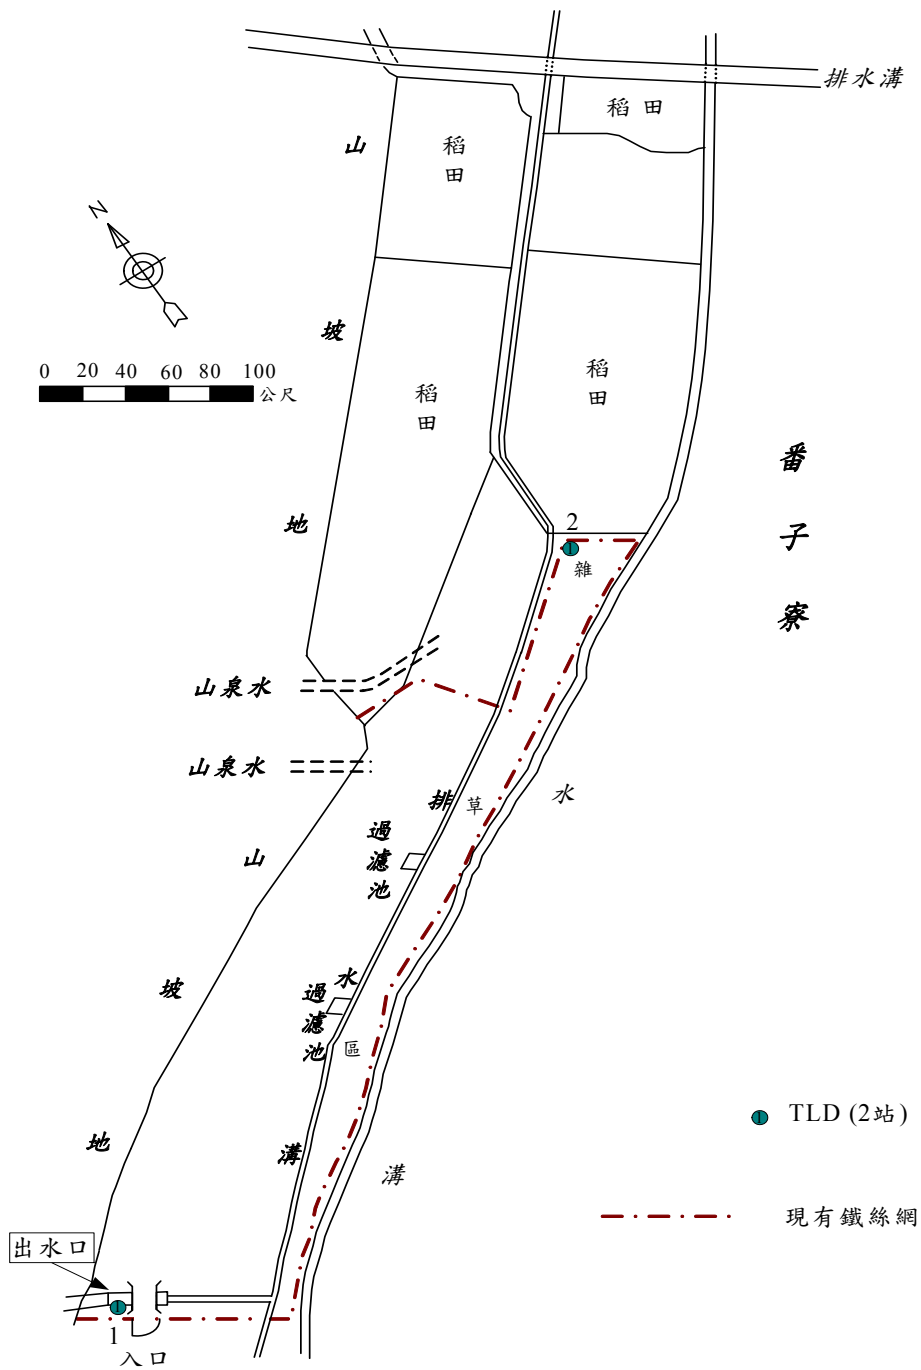 排水溝
稻田
山坡地
稻田
N
0 20 40 60 80 100
公尺
稻田
稻田
番子寮
2
雜草區
山泉水
山泉水
水溝
排水溝
過濾池
山坡地
過濾池
TLD (2站)
現有鐵絲網
出水口
1
入口